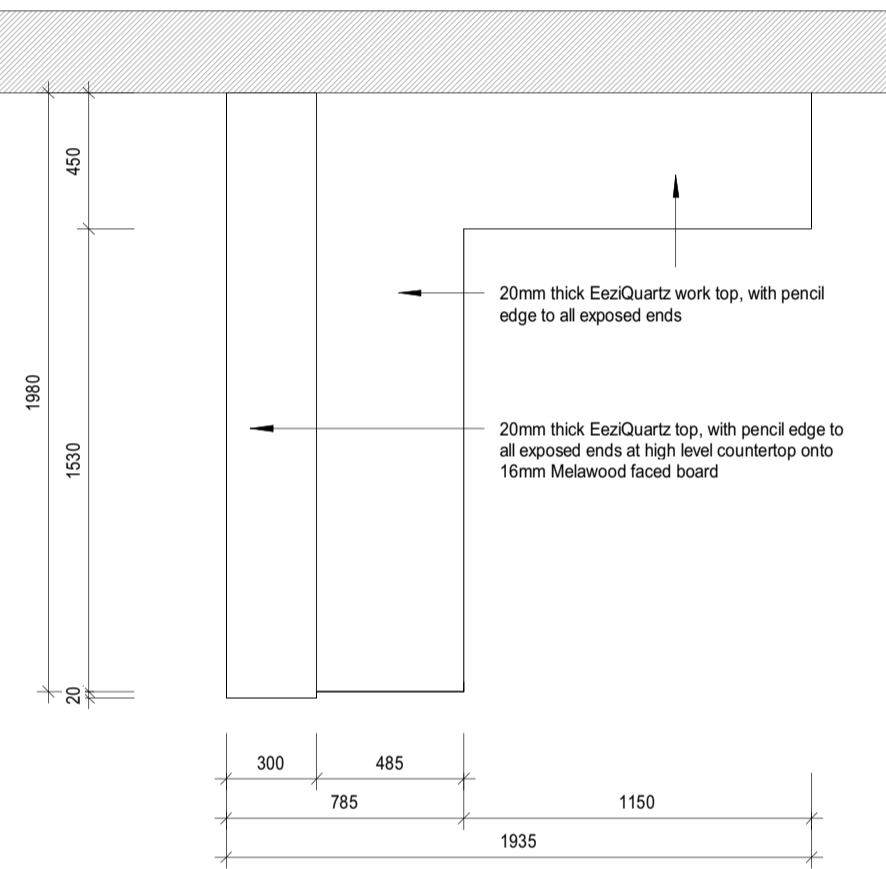 450
20mm thick EeziQuartz work top, with pencil
edge to all exposed ends
1980
20mm thick EeziQuartz top, with pencil edge to
all exposed ends at high level countertop onto
16mm Melawood faced board
1530
20
300
485
785
1150
1935